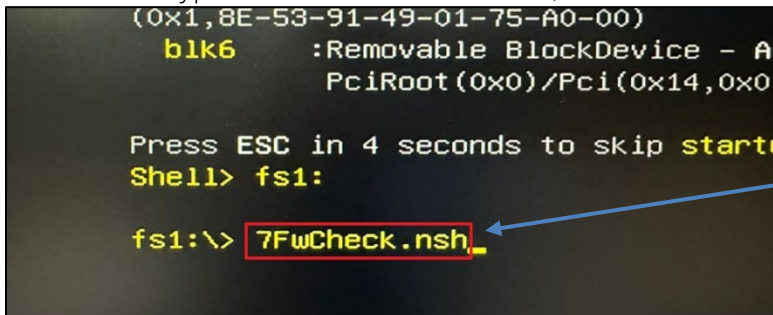 (0x1,8E-53-91-49-01-75-A0-00)
blk6 :Removable BlockDevice - A
PciRoot(0x0)/Pci(0x14,0x0
Press ESC in 4 seconds to skip
Shell> fs1:
fs1:\> 7FwCheck.nsh_